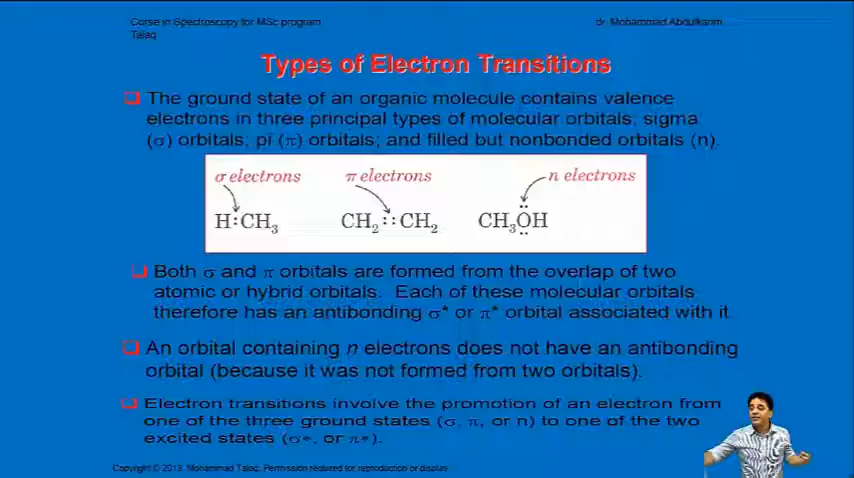 Corse in Spectroscopy for MSc program
Talaq
dr. Mohammad Abdulkarim
Types of Electron Transitions
The ground state of an organic molecule contains valence
electrons in three principal types of molecular orbitals; sigma
(σ) orbitals; pi (π) orbitals; and filled but nonbonded orbitals (n).
σ electrons
π electrons
n electrons
H:CH₃
CH₂::CH₂
CH₃ÖH
Both σ and π orbitals are formed from the overlap of two
atomic or hybrid orbitals. Each of these molecular orbitals
therefore has an antibonding σ* or π* orbital associated with it
An orbital containing n electrons does not have an antibonding
orbital (because it was not formed from two orbitals).
Electron transitions involve the promotion of an electron from
one of the three ground states (σ, π, or n) to one of the two
excited states (σ*, or π*).
Copyright © 2013, Mohammad Talaq. Permission required for reproduction or display